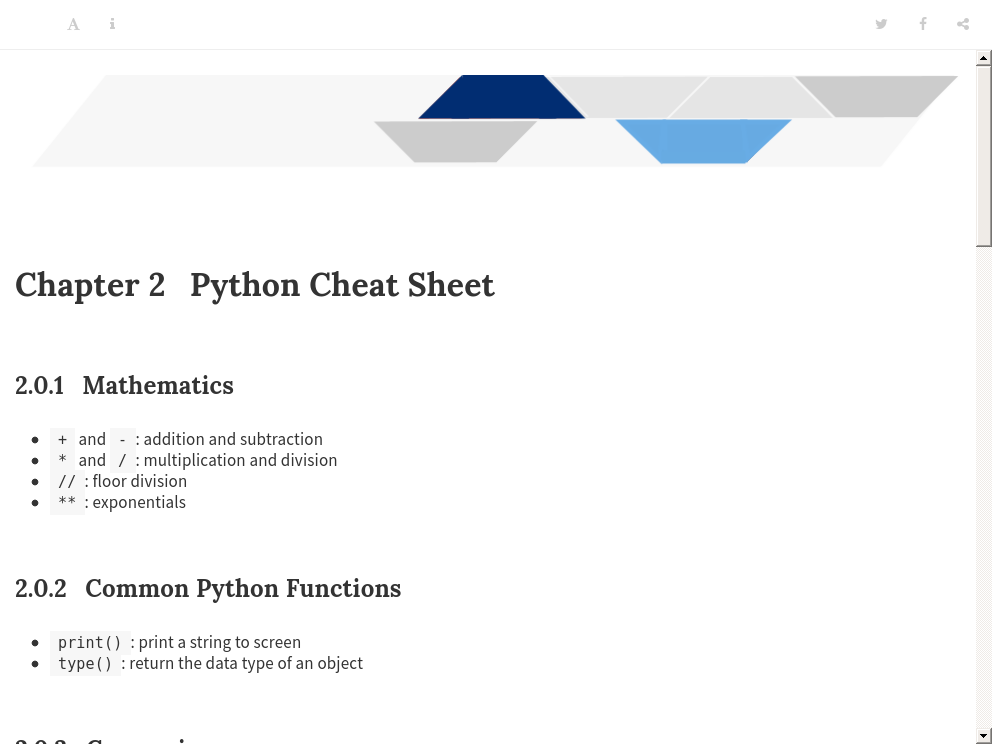 A
Chapter 2 Python Cheat Sheet
2.0.1 Mathematics
+ and - : addition and subtraction
* and / : multiplication and division
// : floor division
** : exponentials
2.0.2 Common Python Functions
print() : print a string to screen
type() : return the data type of an object